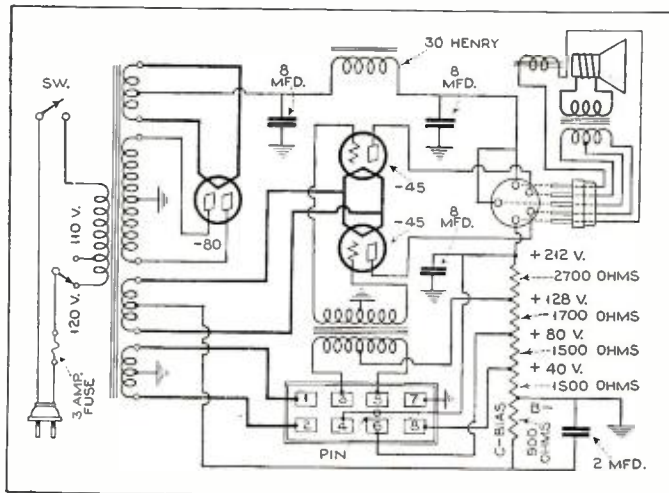 30 HENRY
SW.
8
MFD.
8
MFD.
-45
-45
-80
110 V.
120 V.
8
MFD.
+ 212 V.
2700 OHMS
+ 128 V.
1700 OHMS
+ 80 V.
1500 OHMS
+ 40 V.
1500 OHMS
3 AMP.
FUSE
1
3
5
7
2
4
6
8
PIN
C-BIAS
900
OHMS
B-
2 MFD.